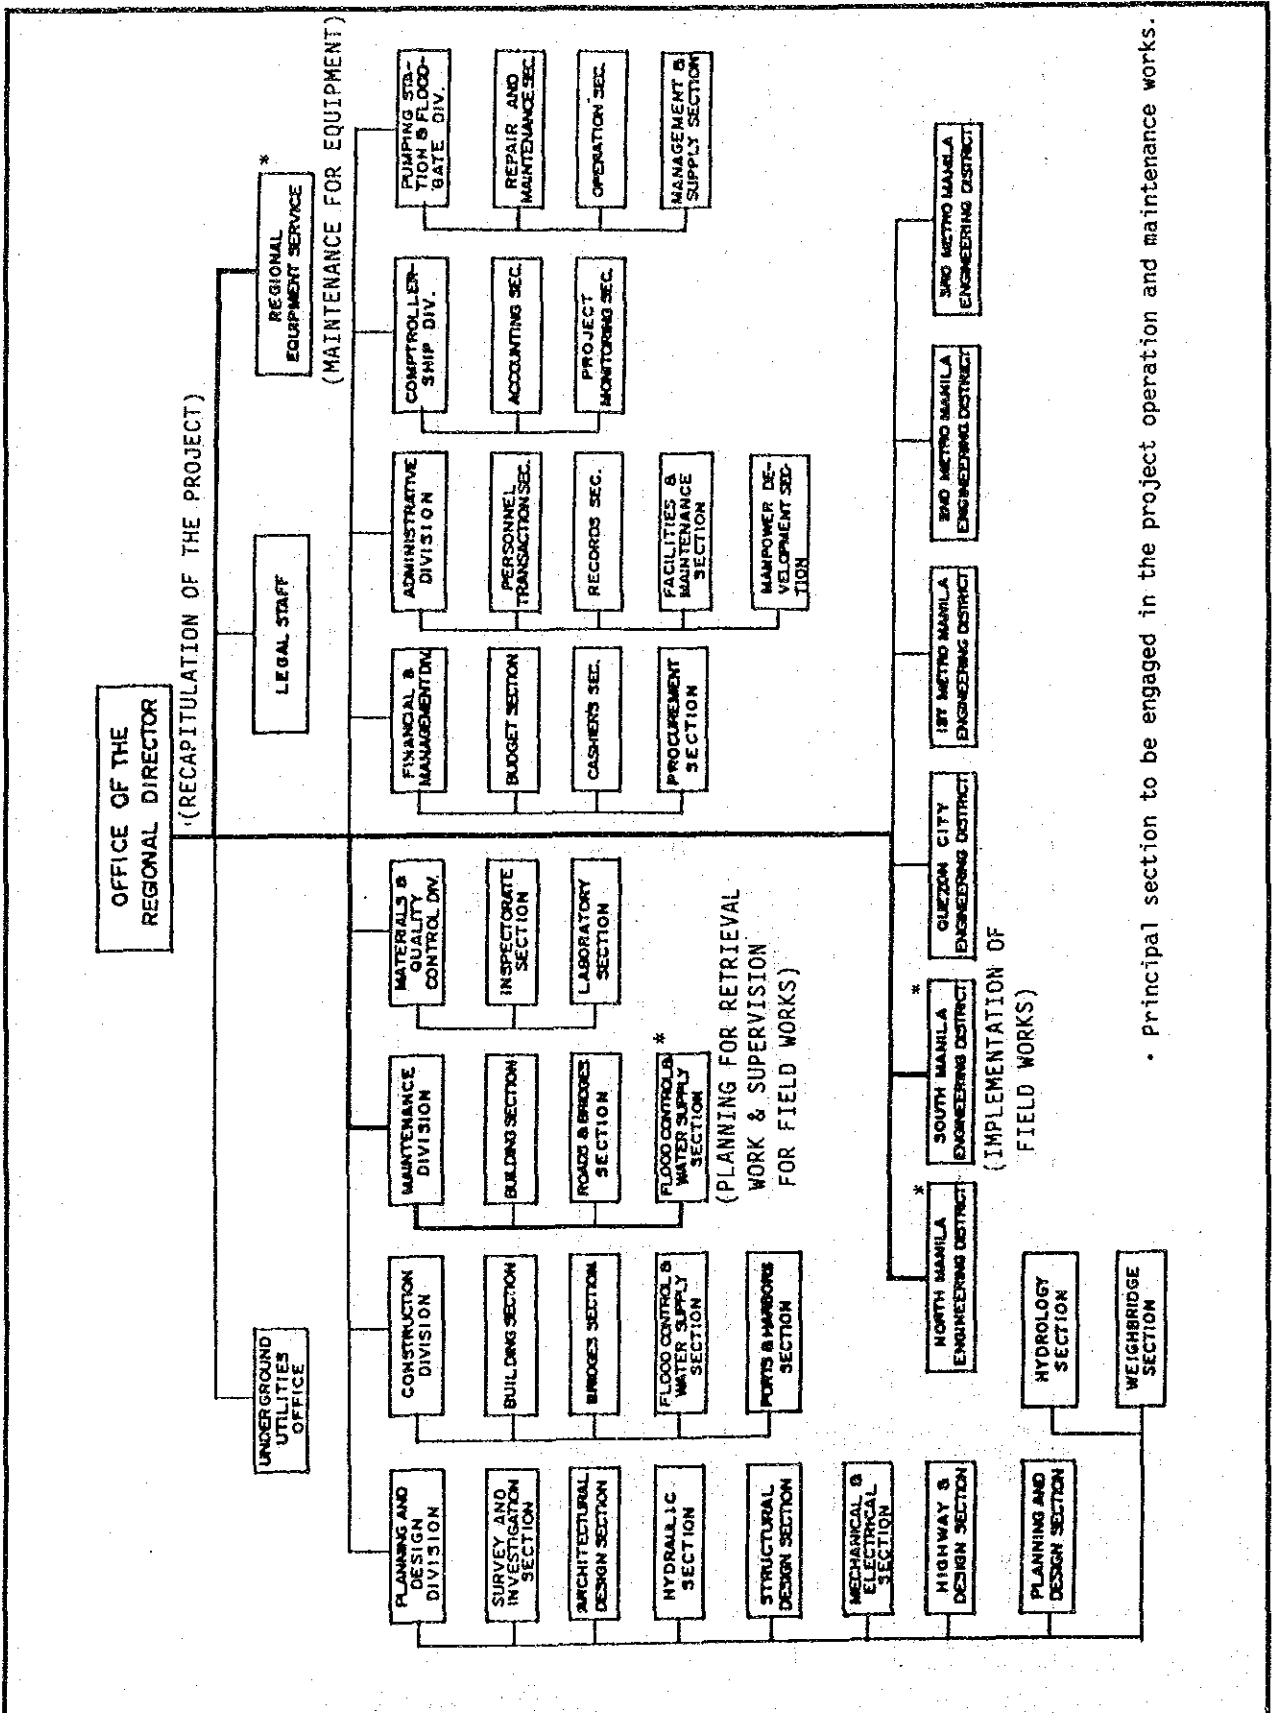 OFFICE OF THE
REGIONAL DIRECTOR
(RECAPITULATION OF THE PROJECT)
UNDERGROUND
UTILITIES
OFFICE
LEGAL STAFF
REGIONAL
EQUIPMENT SERVICE
*
(MAINTENANCE FOR EQUIPMENT)
PLANNING AND
DESIGN
DIVISION
SURVEY AND
INVESTIGATION
SECTION
ARCHITECTURAL
DESIGN SECTION
HYDRAULIC
SECTION
STRUCTURAL
DESIGN SECTION
MECHANICAL &
ELECTRICAL
SECTION
HIGHWAY &
DESIGN SECTION
PLANNING AND
DESIGN SECTION
HYDROLOGY
SECTION
WEIGHBRIDGE
SECTION
CONSTRUCTION
DIVISION
BUILDING SECTION
BRIDGES SECTION
FLOOD CONTROL &
WATER SUPPLY
SECTION
PORTS & HARBORS
SECTION
MAINTENANCE
DIVISION
BUILDING SECTION
ROADS & BRIDGES
SECTION
FLOOD CONTROL &
WATER SUPPLY
SECTION
*
(PLANNING FOR RETRIEVAL
WORK & SUPERVISION
FOR FIELD WORKS)
MATERIALS &
QUALITY
CONTROL DIV.
INSPECTORATE
SECTION
LABORATORY
SECTION
FINANCIAL &
MANAGEMENT DIV.
BUDGET SECTION
CASHIER'S SEC.
PROCUREMENT
SECTION
ADMINISTRATIVE
DIVISION
PERSONNEL
TRANSACTION SEC.
RECORDS SEC.
FACILITIES &
MAINTENANCE
SECTION
MANPOWER DE-
VELOPMENT SEC-
TION
COMPTROLLER-
SHIP DIV.
ACCOUNTING SEC.
PROJECT
MONITORING SEC.
PUMPING STA-
TION & FLOOD-
GATE DIV.
REPAIR AND
MAINTENANCE SEC.
OPERATION SEC.
MANAGEMENT &
SUPPLY SECTION
NORTH MANILA
ENGINEERING DISTRICT
*
SOUTH MANILA
ENGINEERING DISTRICT
*
(IMPLEMENTATION OF
FIELD WORKS)
QUEZON CITY
ENGINEERING DISTRICT
1ST METRO MANILA
ENGINEERING DISTRICT
2ND METRO MANILA
ENGINEERING DISTRICT
3RD METRO MANILA
ENGINEERING DISTRICT
• Principal section to be engaged in the project operation and maintenance works.